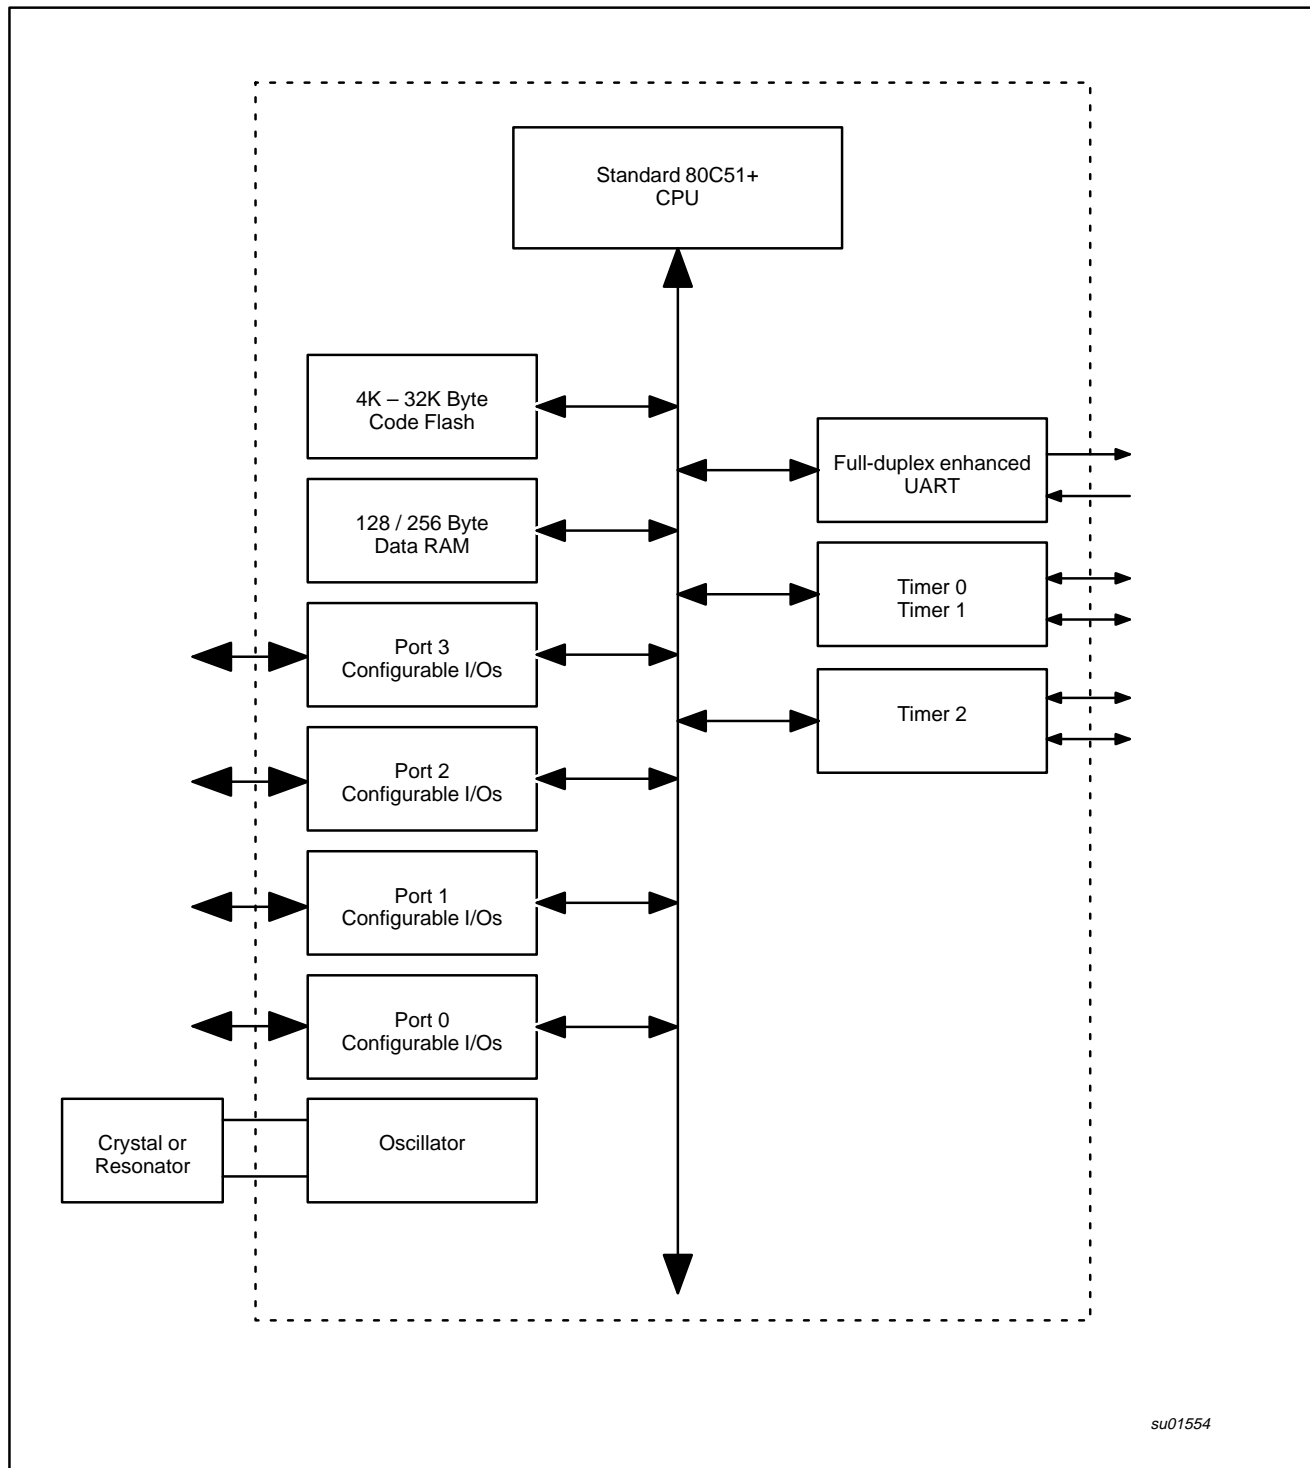 Standard 80C51+
CPU
4K – 32K Byte
Code Flash
Full-duplex enhanced
UART
128 / 256 Byte
Data RAM
Timer 0
Timer 1
Port 3
Configurable I/Os
Timer 2
Port 2
Configurable I/Os
Port 1
Configurable I/Os
Port 0
Configurable I/Os
Crystal or
Resonator
Oscillator
su01554